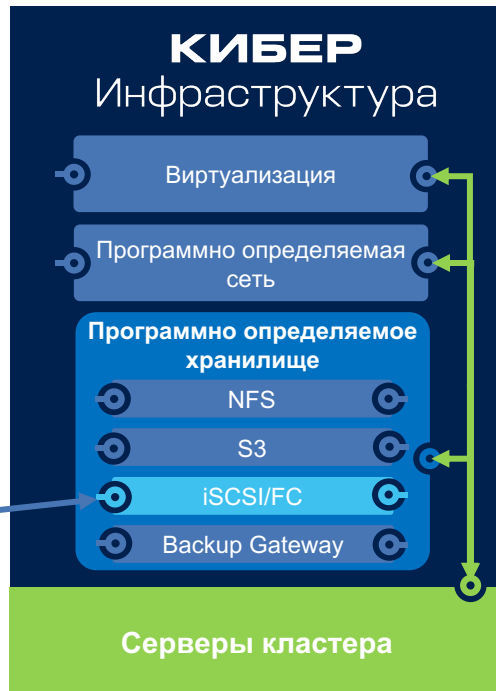 КИБЕР
Инфраструктура
Виртуализация
Программно определяемая
сеть
Программно определяемое
хранилище
NFS
S3
iSCSI/FC
Backup Gateway
Серверы кластера